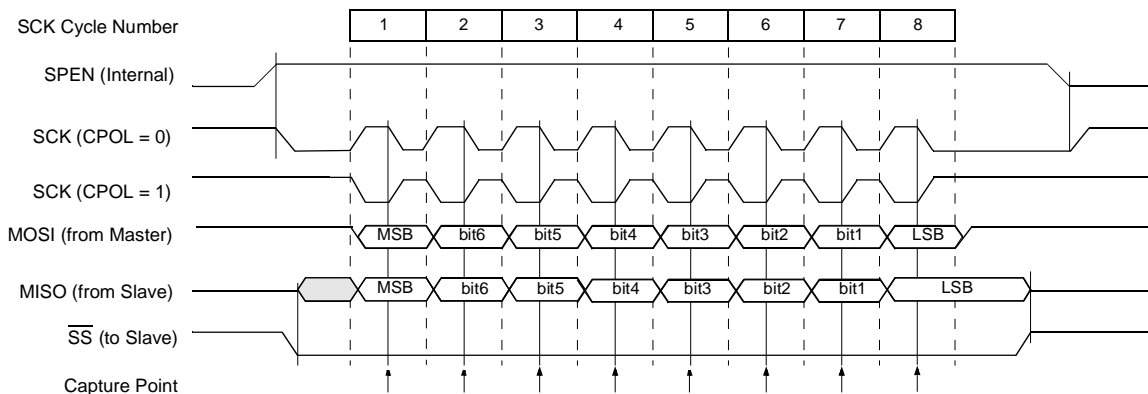 SCK Cycle Number 1 2 3 4 5 6 7 8
SPEN (Internal)
SCK (CPOL = 0)
SCK (CPOL = 1)
MOSI (from Master) MSB bit6 bit5 bit4 bit3 bit2 bit1 LSB
MISO (from Slave) MSB bit6 bit5 bit4 bit3 bit2 bit1 LSB
S̅S̅ (to Slave)
Capture Point